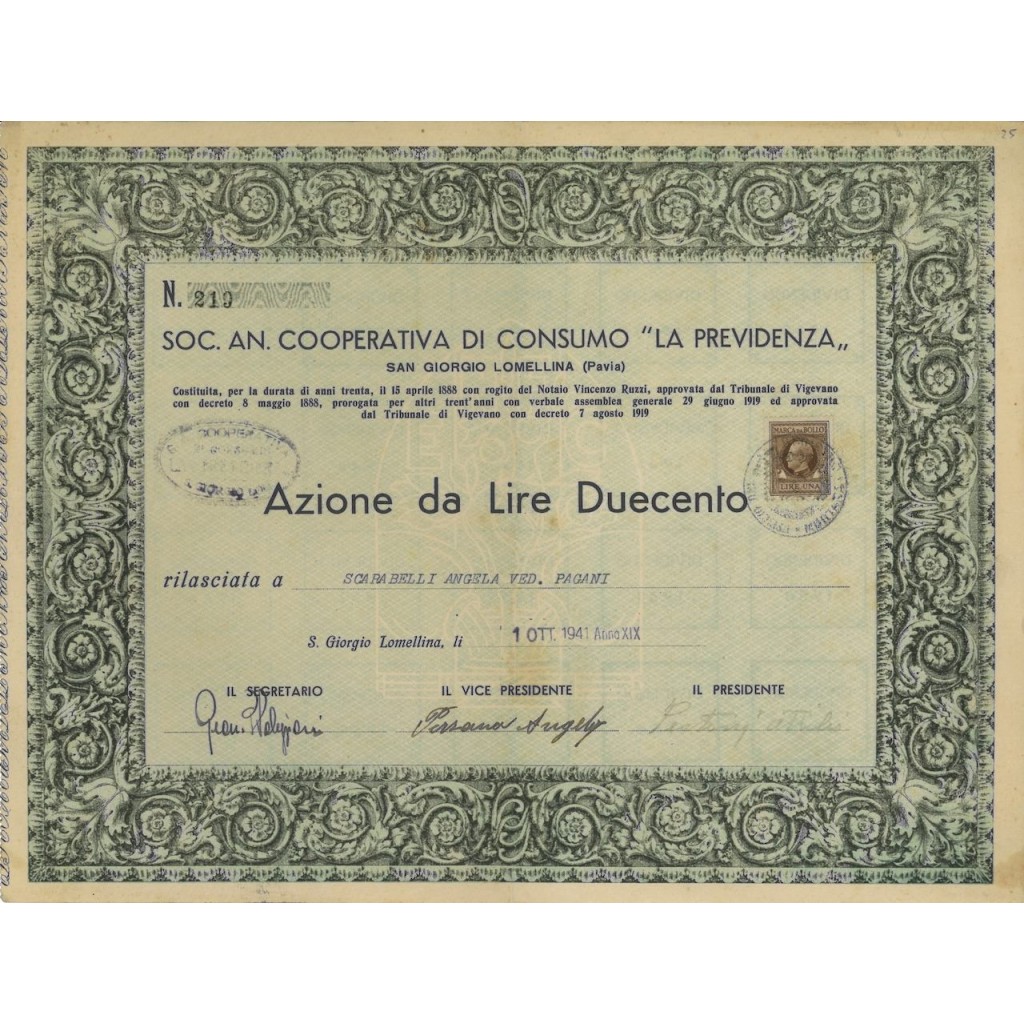 25
N. 219
SOC. AN. COOPERATIVA DI CONSUMO "LA PREVIDENZA„
SAN GIORGIO LOMELLINA (Pavia)
Costituita, per la durata di anni trenta, il 15 aprile 1888 con rogito del Notaio Vincenzo Ruzzi, approvata dal Tribunale di Vigevano
con decreto 8 maggio 1888, prorogata per altri trent'anni con verbale assemblea generale 29 giugno 1919 ed approvata
dal Tribunale di Vigevano con decreto 7 agosto 1919
MARCA DA BOLLO
LIRE UNA
Azione da Lire Duecento
rilasciata a SCARABELLI ANGELA VED. PAGANI
S. Giorgio Lomellina, li 1 OTT. 1941 Anno XIX
IL SEGRETARIO IL VICE PRESIDENTE IL PRESIDENTE
Persana Angelo